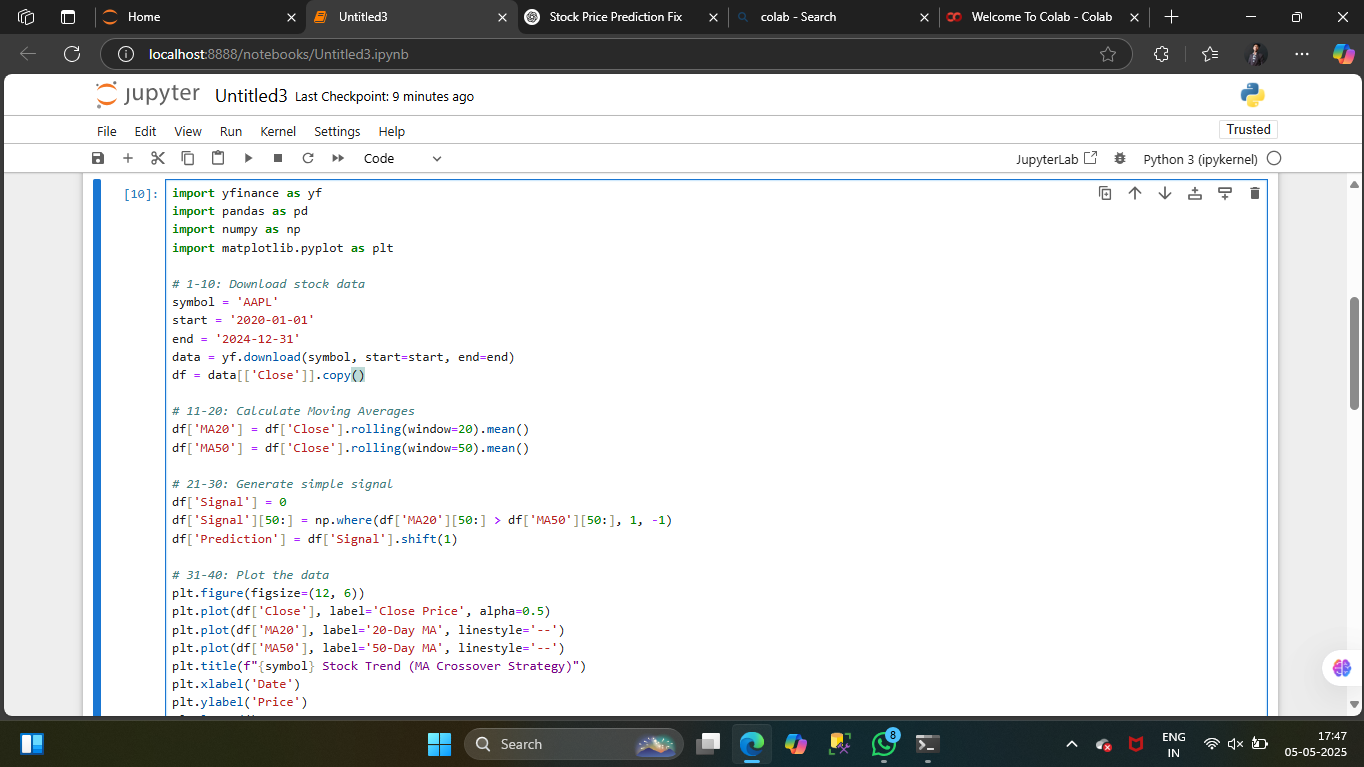 Home
Untitled3
Stock Price Prediction Fix
colab - Search
Welcome To Colab - Colab
localhost:8888/notebooks/Untitled3.ipynb
jupyter Untitled3 Last Checkpoint: 9 minutes ago
File Edit View Run Kernel Settings Help
Trusted
Code
JupyterLab
Python 3 (ipykernel)
[10]:
import yfinance as yf
import pandas as pd
import numpy as np
import matplotlib.pyplot as plt
# 1-10: Download stock data
symbol = 'AAPL'
start = '2020-01-01'
end = '2024-12-31'
data = yf.download(symbol, start=start, end=end)
df = data[['Close']].copy()
# 11-20: Calculate Moving Averages
df['MA20'] = df['Close'].rolling(window=20).mean()
df['MA50'] = df['Close'].rolling(window=50).mean()
# 21-30: Generate simple signal
df['Signal'] = 0
df['Signal'][50:] = np.where(df['MA20'][50:] > df['MA50'][50:], 1, -1)
df['Prediction'] = df['Signal'].shift(1)
# 31-40: Plot the data
plt.figure(figsize=(12, 6))
plt.plot(df['Close'], label='Close Price', alpha=0.5)
plt.plot(df['MA20'], label='20-Day MA', linestyle='--')
plt.plot(df['MA50'], label='50-Day MA', linestyle='--')
plt.title(f"{symbol} Stock Trend (MA Crossover Strategy)")
plt.xlabel('Date')
plt.ylabel('Price')
Search
8
ENG
IN
17:47
05-05-2025